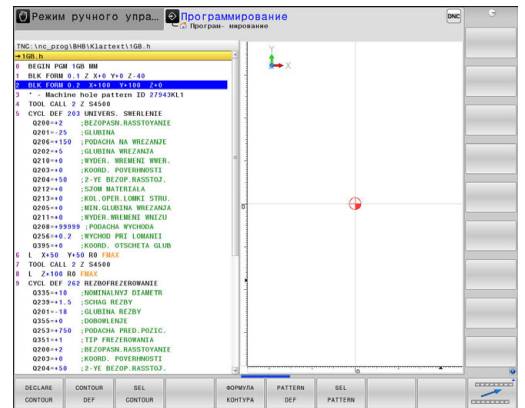 Режим ручного упра...
Программирование
Програм- мирование
DNC
TNC:\nc_prog\BHB\Klartext\1GB.h
→1GB.h
0 BEGIN PGM 1GB MM
1 BLK FORM 0.1 Z X+0 Y+0 Z-40
2 BLK FORM 0.2 X+100 Y+100 Z+0
3 * - Machine hole pattern ID 27943KL1
4 TOOL CALL 2 Z S4500
5 CYCL DEF 203 UNIVERS. SWERLENIE
Q200=+2 ;BEZOPASN.RASSTOYANIE
Q201=-25 ;GLUBINA
Q206=+150 ;PODACHA NA WREZANJE
Q202=+5 ;GLUBINA WREZANJA
Q210=+0 ;WYDER. WREMENI WWER.
Q203=+0 ;KOORD. POVERHNOSTI
Q204=+50 ;2-YE BEZOP.RASSTOJ.
Q212=+0 ;SJOM MATERIALA
Q213=+0 ;KOL.OPER.LOMKI STRU.
Q205=+0 ;MIN.GLUBINA WREZANJA
Q211=+0 ;WYDER.WREMENI WNIZU
Q208=+99999 ;PODACHA WYCHODA
Q256=+0.2 ;WYCHOD PRI LOMANII
Q395=+0 ;KOORD. OTSCHETA GLUB
6 L X+50 Y+50 R0 FMAX
7 TOOL CALL 2 Z S4500
8 L Z+100 R0 FMAX
9 CYCL DEF 262 REZBOFREZEROWANIE
Q335=+10 ;NOMINALNYJ DIAMETR
Q239=+1.5 ;SCHAG REZBY
Q201=-18 ;GLUBINA REZBY
Q355=+0 ;DOBOWLENJE
Q253=+750 ;PODACHA PRED.POZIC.
Q351=+1 ;TIP FREZEROWANIA
Q200=+2 ;BEZOPASN.RASSTOYANIE
Q203=+0 ;KOORD. POVERHNOSTI
Q204=+50 ;2-YE BEZOP.RASSTOJ.
Y
X
0
0
DECLARE CONTOUR
CONTOUR DEF
SEL CONTOUR
ФОРМУЛА КОНТУРА
PATTERN DEF
SEL PATTERN